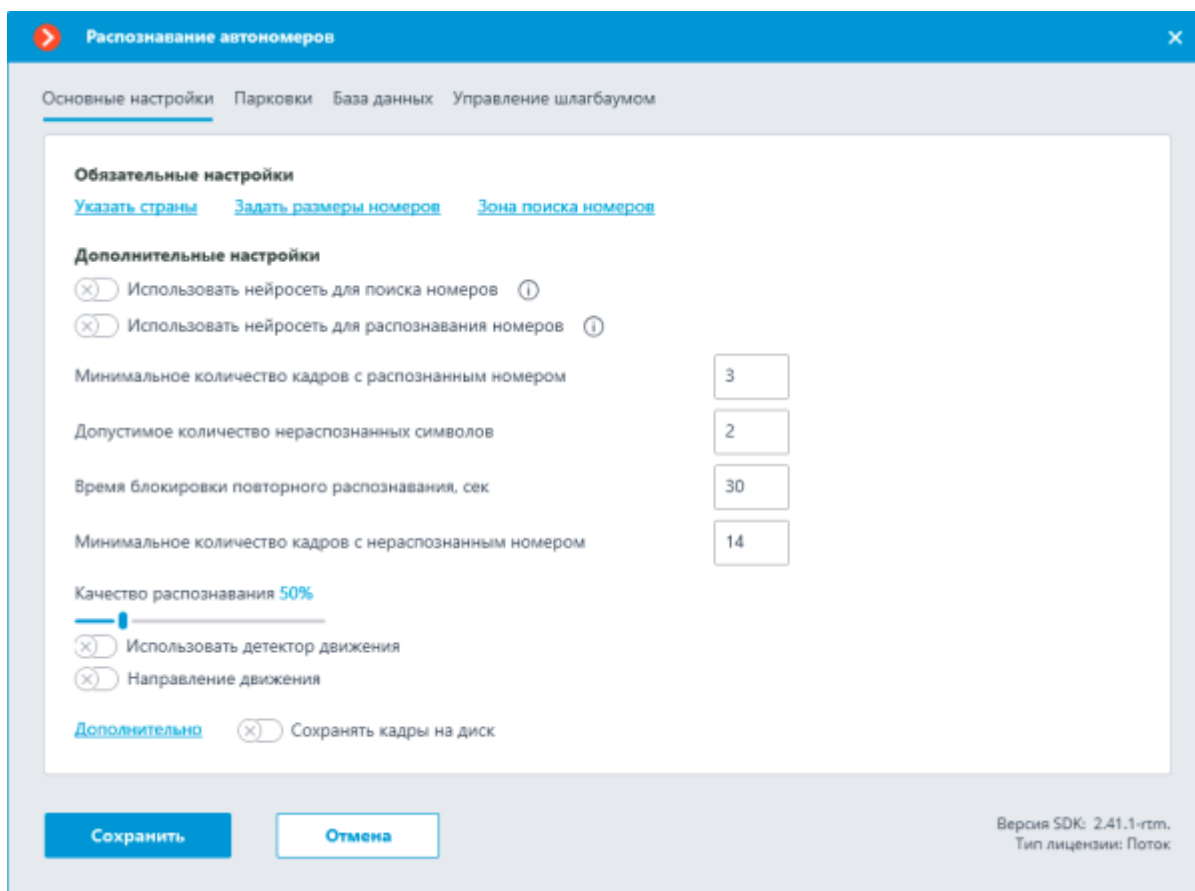 Распознавание автономеров
Основные настройки Парковки База данных Управление шлагбаумом
Обязательные настройки
Указать страны Задать размеры номеров Зона поиска номеров
Дополнительные настройки
Использовать нейросеть для поиска номеров
Использовать нейросеть для распознавания номеров
Минимальное количество кадров с распознанным номером 3
Допустимое количество нераспознанных символов 2
Время блокировки повторного распознавания, сек 30
Минимальное количество кадров с нераспознанным номером 14
Качество распознавания 50%
Использовать детектор движения
Направление движения
Дополнительно Сохранять кадры на диск
Сохранить Отмена
Версия SDK: 2.41.1-rtm.
Тип лицензии: Поток